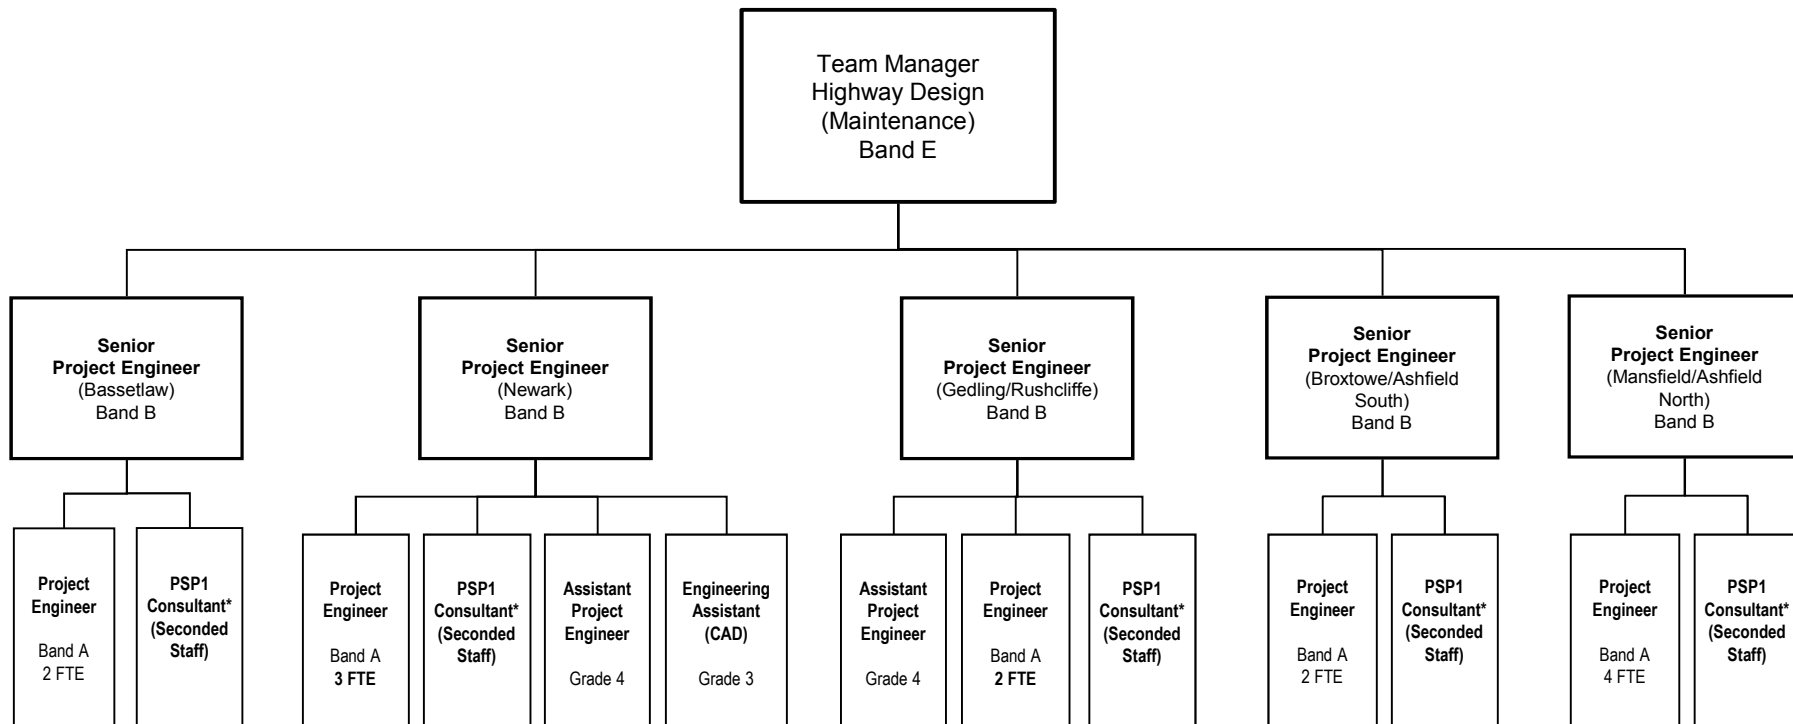 Team Manager
Highway Design
(Maintenance)
Band E
Senior
Project Engineer
(Bassetlaw)
Band B
Senior
Project Engineer
(Newark)
Band B
Senior
Project Engineer
(Gedling/Rushcliffe)
Band B
Senior
Project Engineer
(Broxtowe/Ashfield
South)
Band B
Senior
Project Engineer
(Mansfield/Ashfield
North)
Band B
Project
Engineer
Band A
2 FTE
PSP1
Consultant*
(Seconded
Staff)
Project
Engineer
Band A
3 FTE
PSP1
Consultant*
(Seconded
Staff)
Assistant
Project
Engineer
Grade 4
Engineering
Assistant
(CAD)
Grade 3
Assistant
Project
Engineer
Grade 4
Project
Engineer
Band A
2 FTE
PSP1
Consultant*
(Seconded
Staff)
Project
Engineer
Band A
2 FTE
PSP1
Consultant*
(Seconded
Staff)
Project
Engineer
Band A
4 FTE
PSP1
Consultant*
(Seconded
Staff)